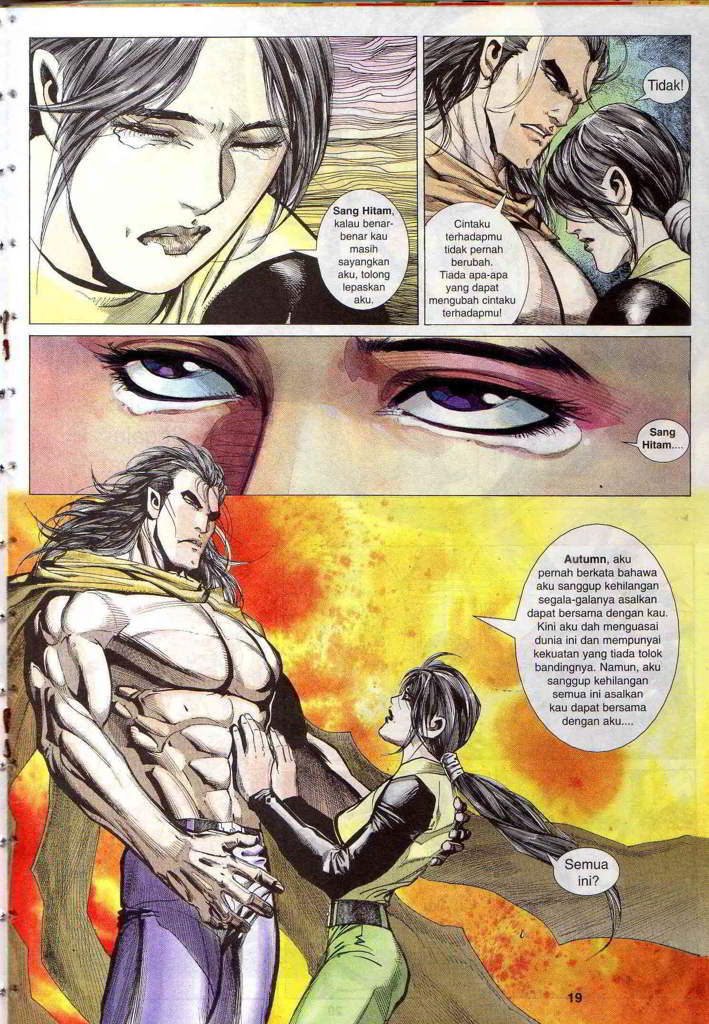 Sang Hitam,
kalau benar-
benar kau
masih
sayangkan
aku, tolong
lepaskan
aku.
Tidak!
Cintaku
terhadapmu
tidak pernah
berubah.
Tiada apa-apa
yang dapat
mengubah cintaku
terhadapmu!
Sang
Hitam....
Autumn, aku
pernah berkata bahawa
aku sanggup kehilangan
segala-galanya asalkan
dapat bersama dengan kau.
Kini aku dah menguasai
dunia ini dan mempunyai
kekuatan yang tiada tolok
bandingnya. Namun, aku
sanggup kehilangan
semua ini asalkan
kau dapat bersama
dengan aku....
Semua
ini?
19